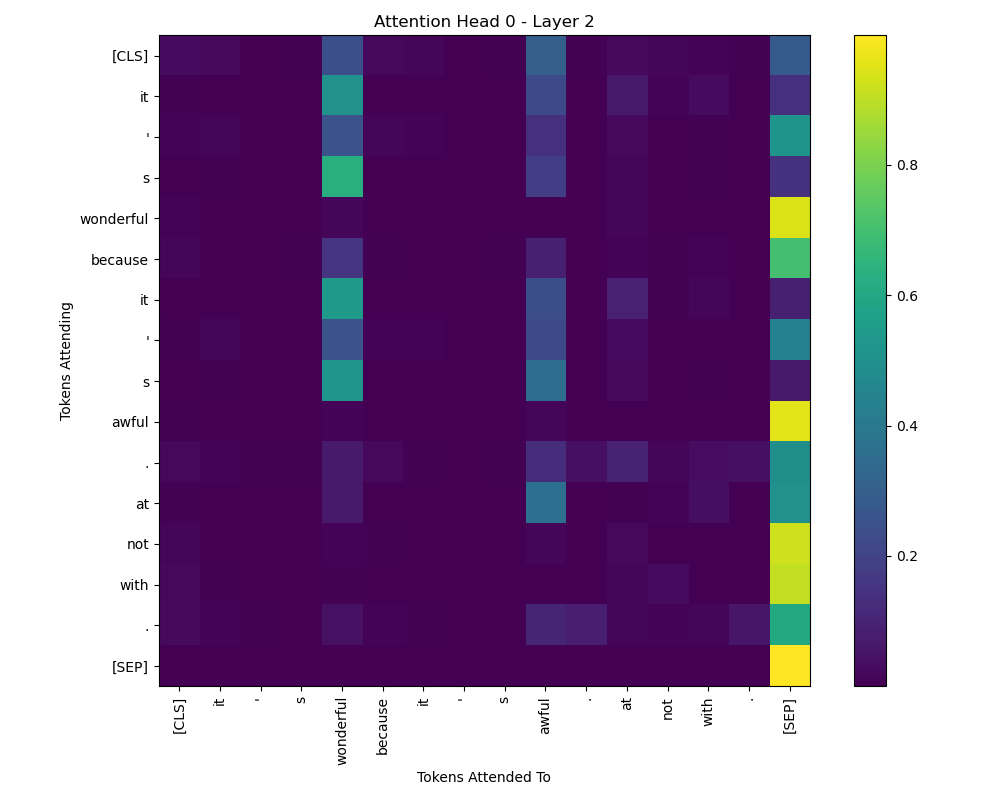 Attention Head 0 - Layer 2
Tokens Attending
[CLS]
it
'
s
wonderful
because
it
'
s
awful
.
at
not
with
.
[SEP]
[CLS]
it
'
s
wonderful
because
it
'
s
awful
.
at
not
with
.
[SEP]
Tokens Attended To
0.8
0.6
0.4
0.2